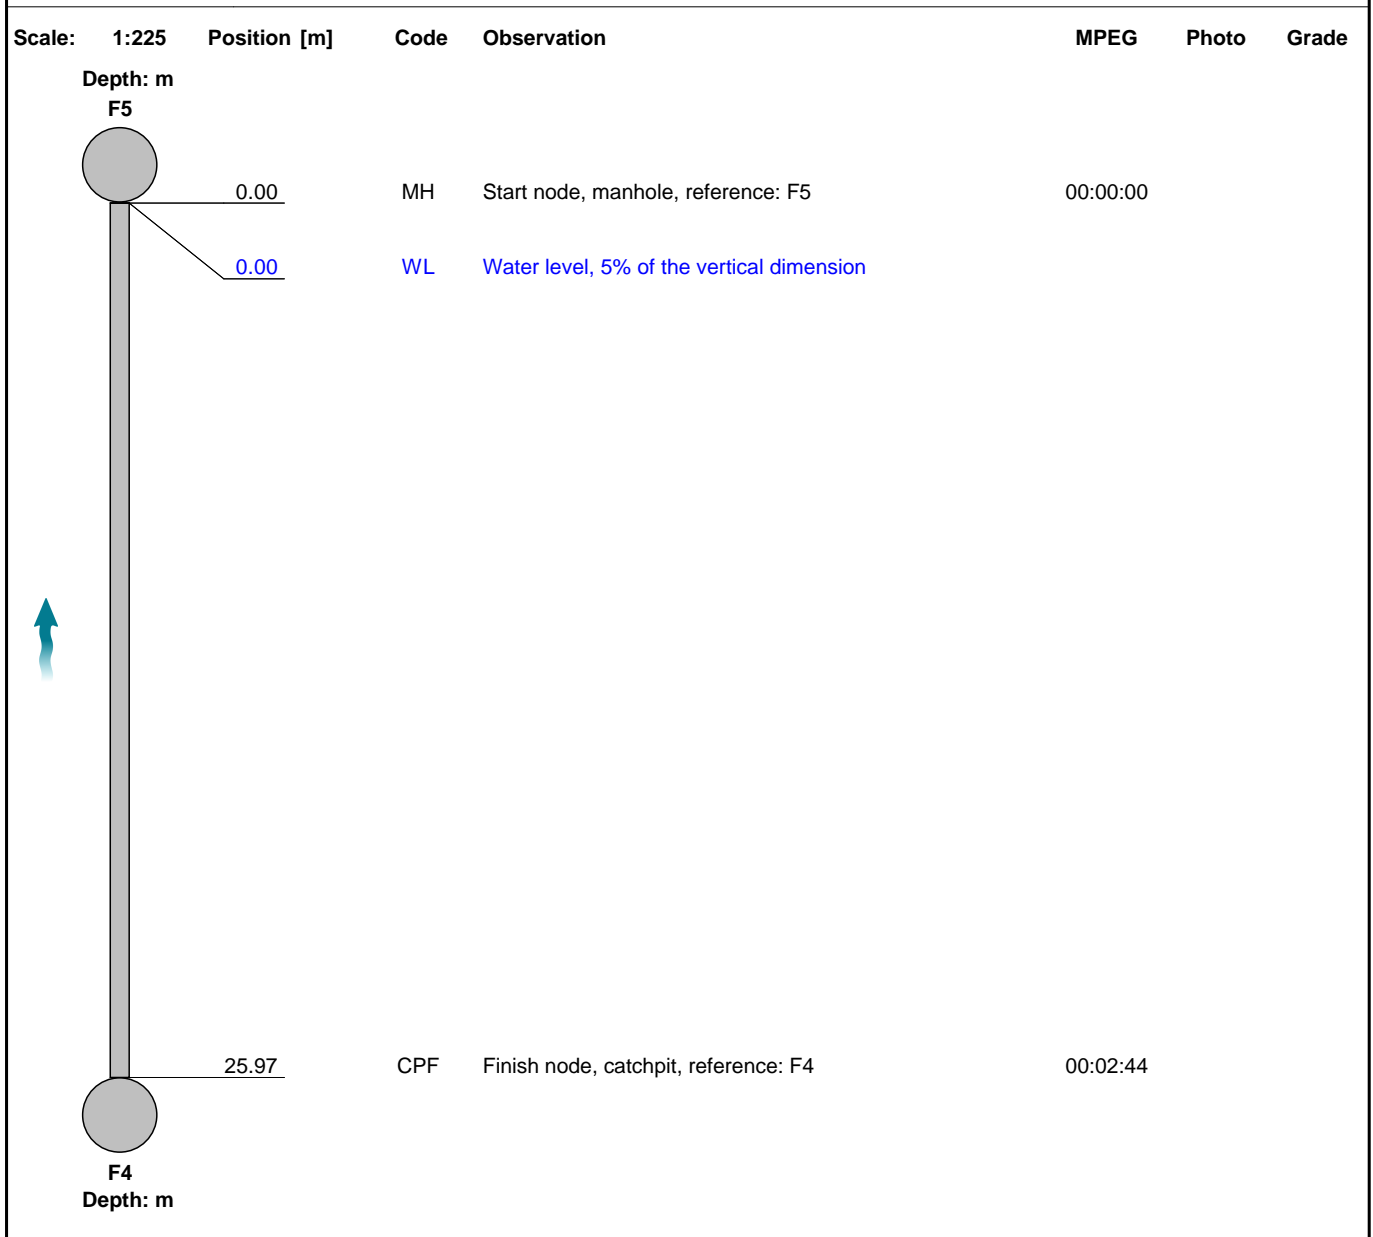 Scale: 1:225 Position [m] Code Observation MPEG Photo Grade
Depth: m
F5
0.00 MH Start node, manhole, reference: F5 00:00:00
0.00 WL Water level, 5% of the vertical dimension
25.97 CPF Finish node, catchpit, reference: F4 00:02:44
F4
Depth: m